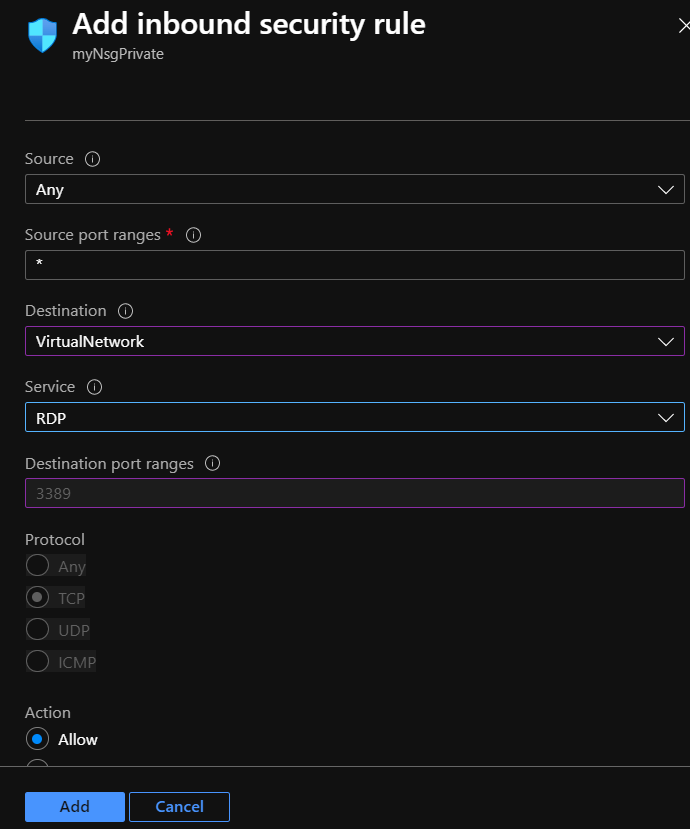 Add inbound security rule
myNsgPrivate
Source
Any
Source port ranges *
*
Destination
VirtualNetwork
Service
RDP
Destination port ranges
3389
Protocol
Any
TCP
UDP
ICMP
Action
Allow
Add Cancel